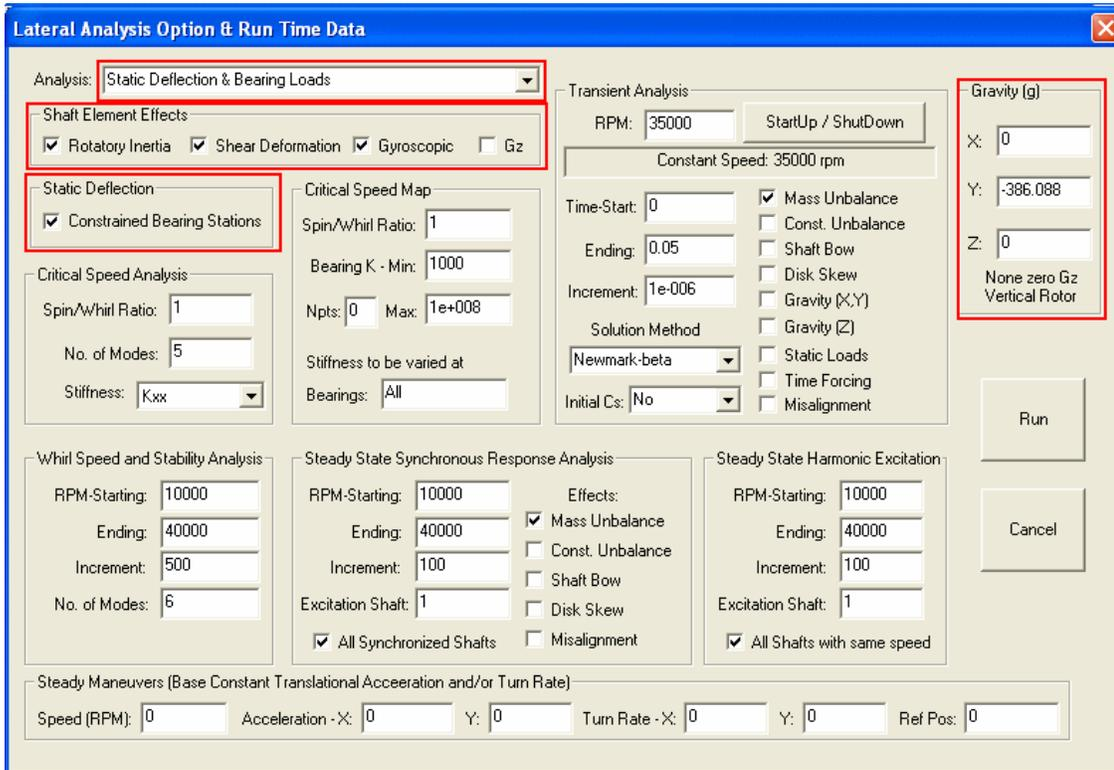 Lateral Analysis Option & Run Time Data
Analysis: Static Deflection & Bearing Loads
Shaft Element Effects
Rotatory Inertia Shear Deformation Gyroscopic Gz
Static Deflection
Constrained Bearing Stations
Critical Speed Analysis
Spin/Whirl Ratio: 1
No. of Modes: 5
Stiffness: Kxx
Critical Speed Map
Spin/Whirl Ratio: 1
Bearing K - Min: 1000
Npts: 0 Max: 1e+008
Stiffness to be varied at
Bearings: All
Transient Analysis
RPM: 35000 StartUp / ShutDown
Constant Speed: 35000 rpm
Time-Start: 0
Ending: 0.05
Increment: 1e-006
Solution Method
Newmark-beta
Initial Cs: No
Mass Unbalance
Const. Unbalance
Shaft Bow
Disk Skew
Gravity (X,Y)
Gravity (Z)
Static Loads
Time Forcing
Misalignment
Gravity (g)
X: 0
Y: -386.088
Z: 0
None zero Gz
Vertical Rotor
Run
Cancel
Whirl Speed and Stability Analysis
RPM-Starting: 10000
Ending: 40000
Increment: 500
No. of Modes: 6
Steady State Synchronous Response Analysis
RPM-Starting: 10000
Ending: 40000
Increment: 100
Excitation Shaft: 1
All Synchronized Shafts
Effects:
Mass Unbalance
Const. Unbalance
Shaft Bow
Disk Skew
Misalignment
Steady State Harmonic Excitation
RPM-Starting: 10000
Ending: 40000
Increment: 100
Excitation Shaft: 1
All Shafts with same speed
Steady Maneuvers (Base Constant Translational Acceeration and/or Turn Rate)
Speed (RPM): 0 Acceleration - X: 0 Y: 0 Turn Rate - X: 0 Y: 0 Ref Pos: 0